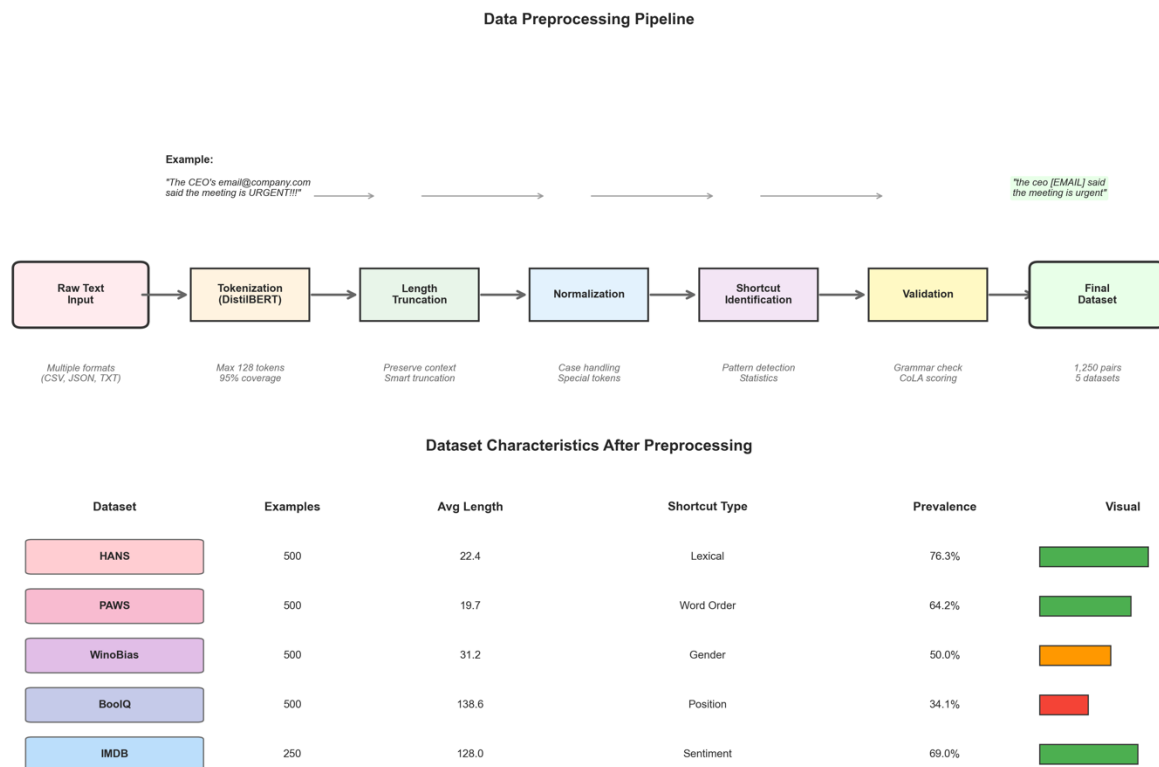 Data Preprocessing Pipeline
Example:
"The CEO's email@company.com
said the meeting is URGENT!!!"
"the ceo [EMAIL] said
the meeting is urgent"
Raw Text
Input
Tokenization
(DistilBERT)
Length
Truncation
Normalization
Shortcut
Identification
Validation
Final
Dataset
Multiple formats
(CSV, JSON, TXT)
Max 128 tokens
95% coverage
Preserve context
Smart truncation
Case handling
Special tokens
Pattern detection
Statistics
Grammar check
CoLA scoring
1,250 pairs
5 datasets
Dataset Characteristics After Preprocessing
Dataset Examples Avg Length Shortcut Type Prevalence Visual
HANS 500 22.4 Lexical 76.3%
PAWS 500 19.7 Word Order 64.2%
WinoBias 500 31.2 Gender 50.0%
BoolQ 500 138.6 Position 34.1%
IMDB 250 128.0 Sentiment 69.0%